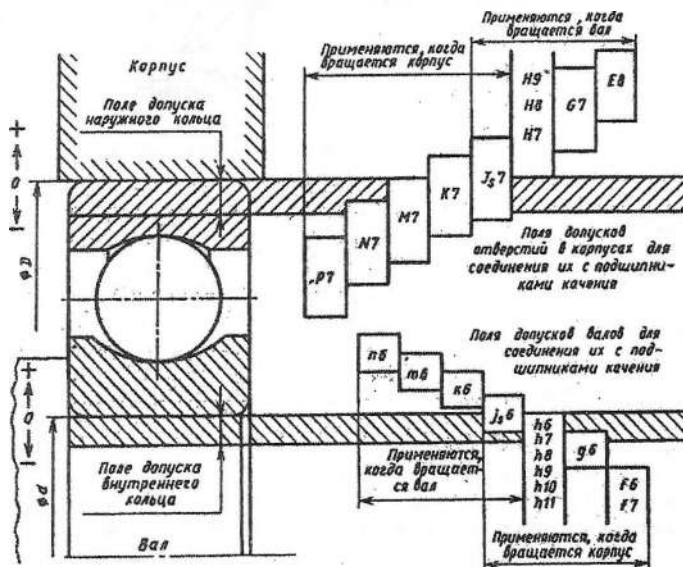 Применяются, когда
вращается вал
Применяются, когда
вращается корпус
Корпус
Поле допуска
наружного кольца
H9
H8
H7
G7
E8
Js7
K7
M7
N7
P7
+
0
-
φD
Поля допусков
отверстий в корпусах для
соединения их с подшипни-
ками качения
Поля допусков валов для
соединения их с под-
шипниками качения
n6
m6
к6
js6
h6
h7
h8
h9
h10
h11
g6
F6
F7
+
0
-
φd
Применяются,
когда вращает-
ся вал
Поле допуска
внутреннего
кольца
Вал
Применяются, когда
вращается корпус